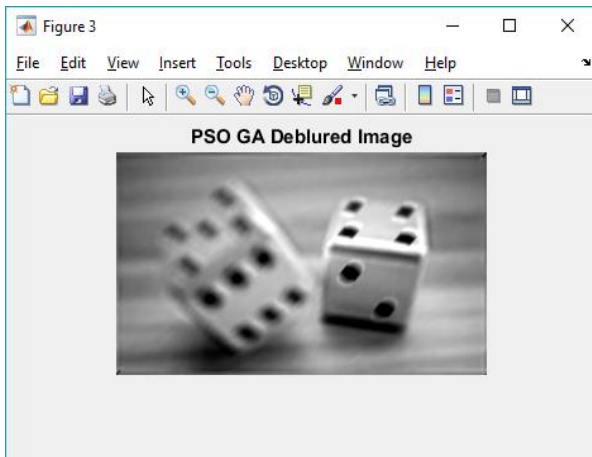 Figure 3
File Edit View Insert Tools Desktop Window Help
PSO GA Deblured Image